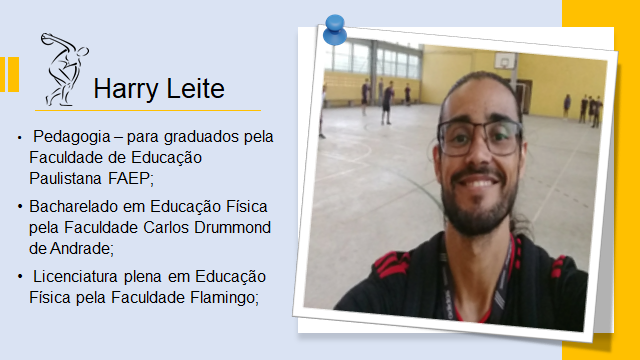 Harry Leite
• Pedagogia – para graduados pela
Faculdade de Educação
Paulistana FAEP;
• Bacharelado em Educação Física
pela Faculdade Carlos Drummond
de Andrade;
• Licenciatura plena em Educação
Física pela Faculdade Flamingo;